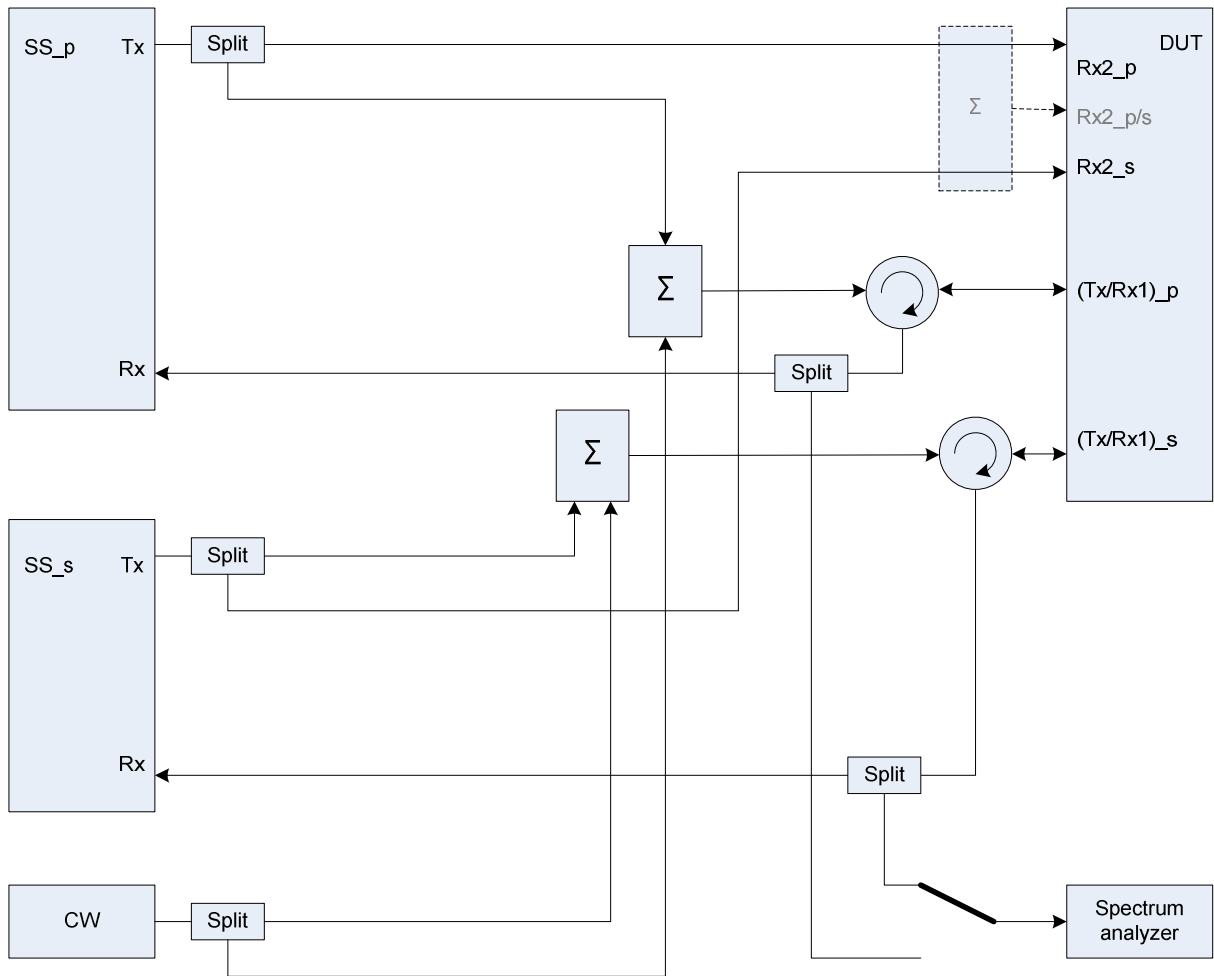 SS_p
Tx
Split
DUT
Rx2_p
Σ
Rx2_p/s
Rx2_s
Σ
(Tx/Rx1)_p
Rx
Split
Σ
(Tx/Rx1)_s
SS_s
Tx
Split
Rx
Split
CW
Split
Spectrum
analyzer